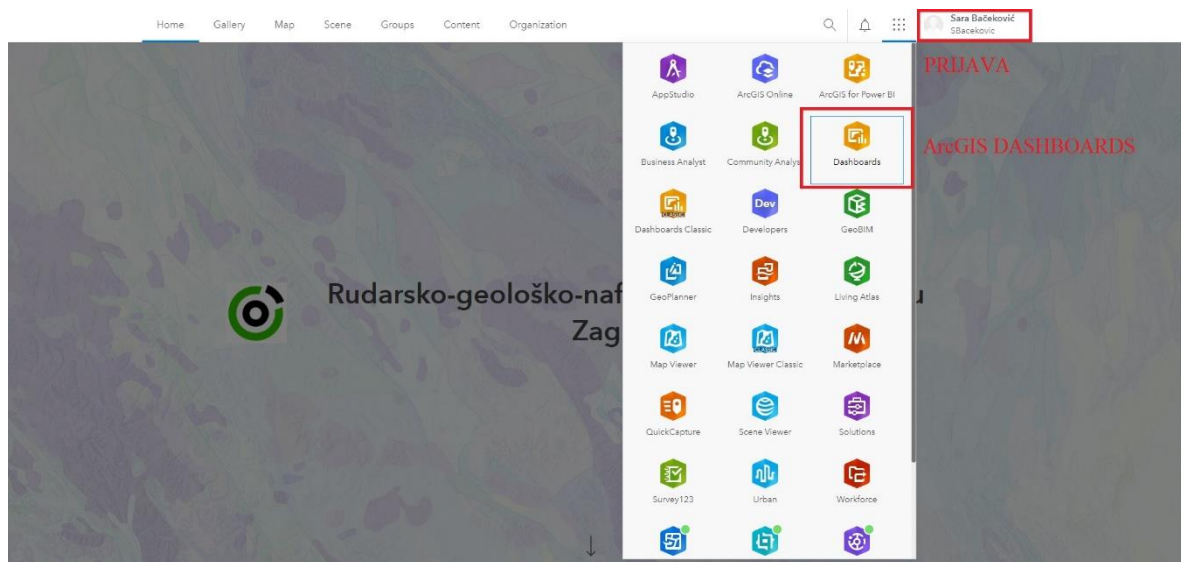 Home Gallery Map Scene Groups Content Organization
Sara Bačeković
SBacekovic
PRIJAVA
AppStudio ArcGIS Online ArcGIS for Power BI
ArcGIS DASHBOARDS
Business Analyst Community Analys Dashboards
Dev
Dashboards Classic Developers GeoBIM
GeoPlanner Insights Living Atlas
Rudarsko-geološko-naf u
Zag
CLASSIC
Map Viewer Map Viewer Classic Marketplace
QuickCapture Scene Viewer Solutions
Survey123 Urban Workforce